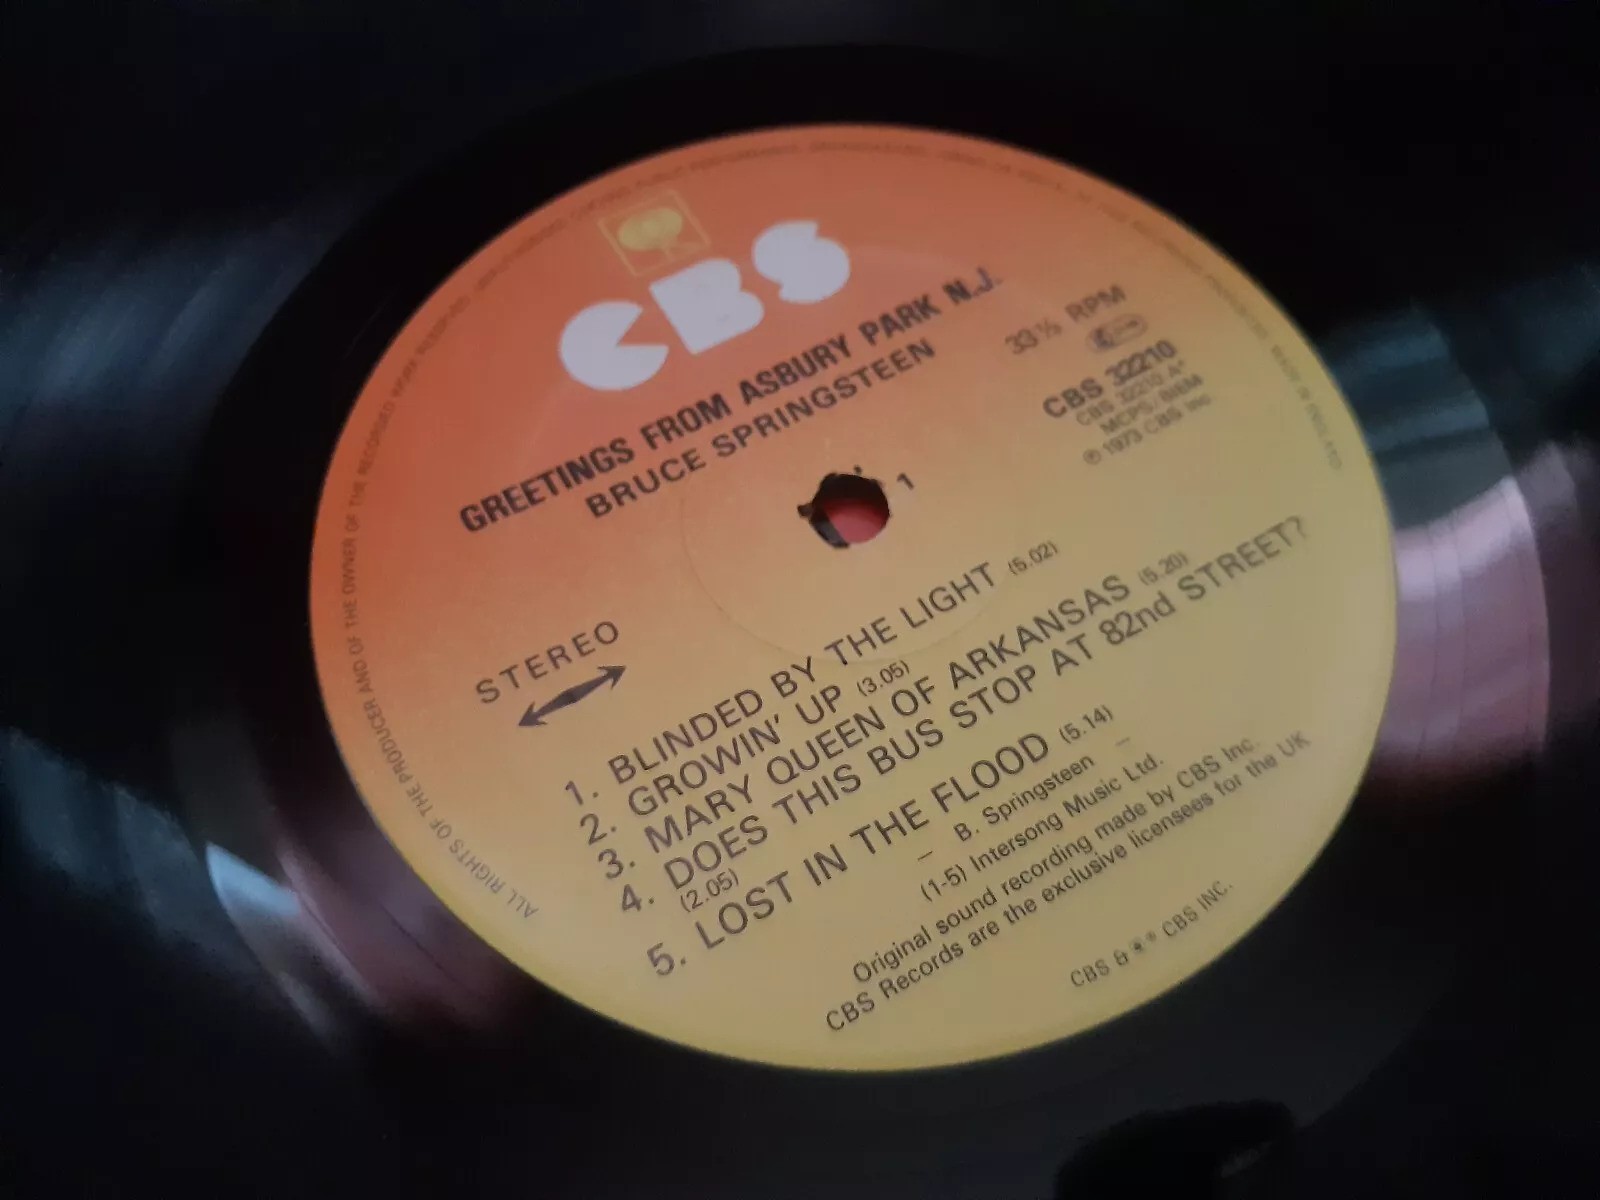 CBS
GREETINGS FROM ASBURY PARK N.J.
BRUCE SPRINGSTEEN
33⅓ RPM
CBS 32210
CBS 32210 A*
MCPS/BIEM
℗ 1973 CBS Inc
1
STEREO
1. BLINDED BY THE LIGHT (5.02)
2. GROWIN' UP (3.05)
3. MARY QUEEN OF ARKANSAS (5.20)
4. DOES THIS BUS STOP AT 82nd STREET?
(2.05)
5. LOST IN THE FLOOD (5.14)
– B. Springsteen –
(1-5) Intersong Music Ltd.
Original sound recording made by CBS Inc.
CBS Records are the exclusive licensees for the UK
CBS & ® CBS INC.
ALL RIGHTS OF THE PRODUCER AND OF THE OWNER OF THE RECORDED WORK